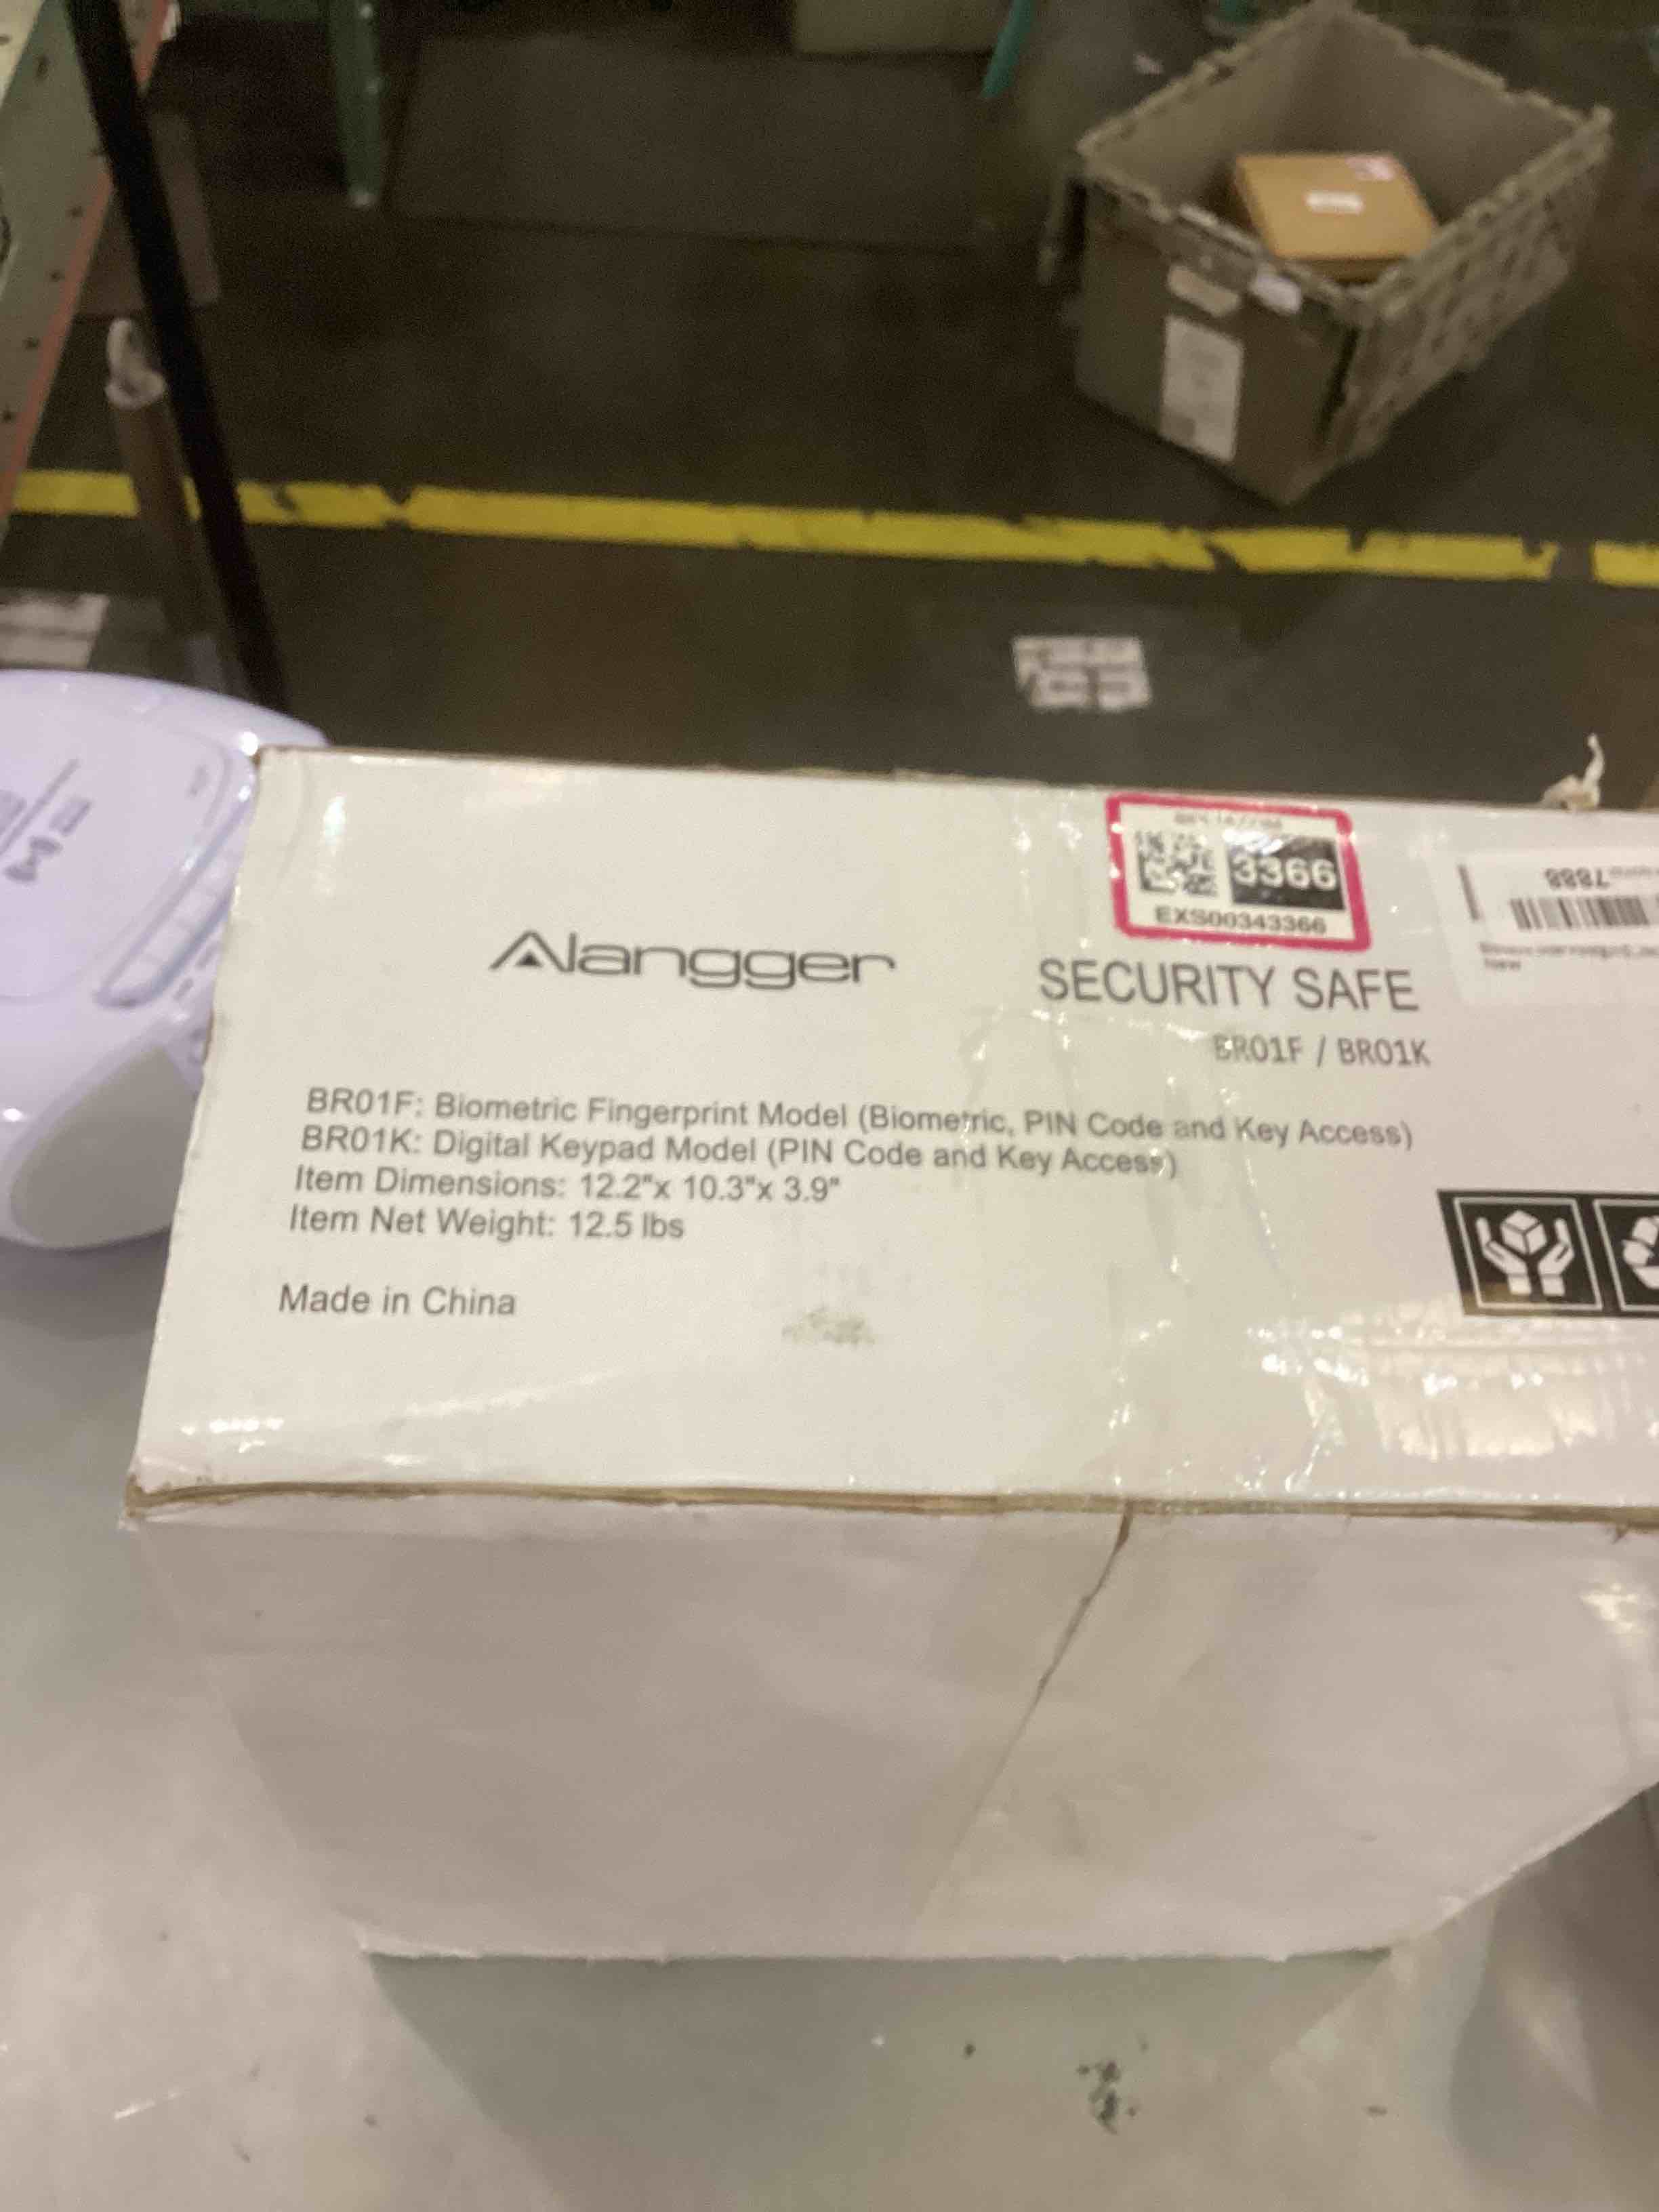 3366
EXS00343366
7888
New
Alangger
SECURITY SAFE
BR01F / BR01K
BR01F: Biometric Fingerprint Model (Biometric, PIN Code and Key Access)
BR01K: Digital Keypad Model (PIN Code and Key Access)
Item Dimensions: 12.2"x 10.3"x 3.9"
Item Net Weight: 12.5 lbs
Made in China